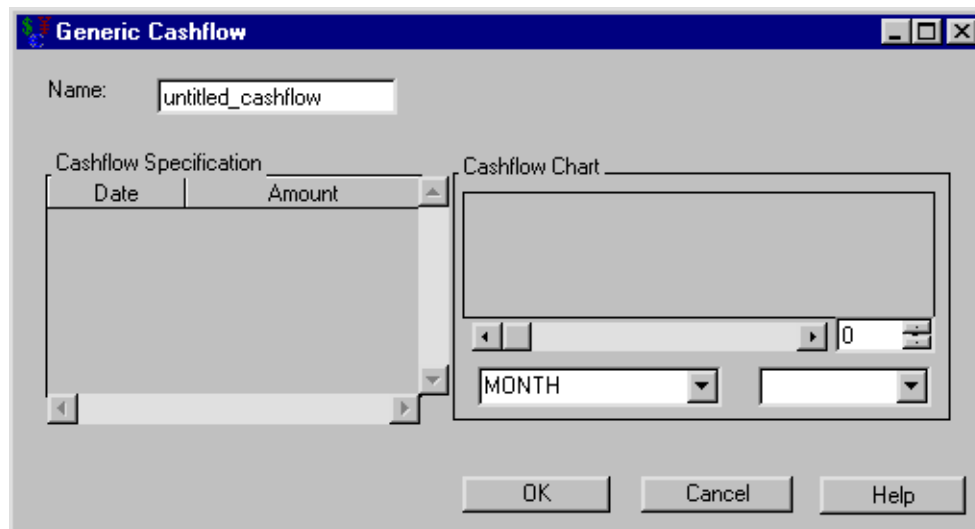 Generic Cashflow
Name: untitled_cashflow
Cashflow Specification
Date Amount
Cashflow Chart
0
MONTH
OK Cancel Help